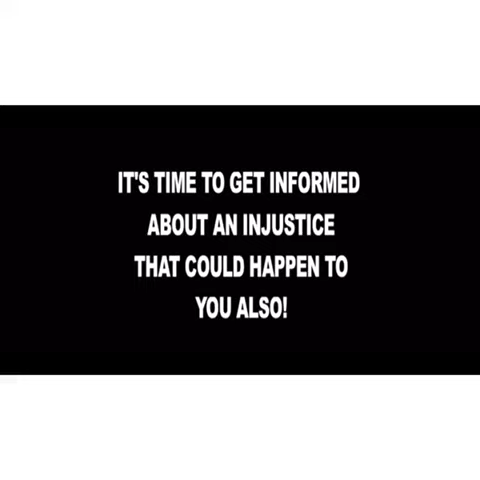 IT'S TIME TO GET INFORMED
ABOUT AN INJUSTICE
THAT COULD HAPPEN TO
YOU ALSO!